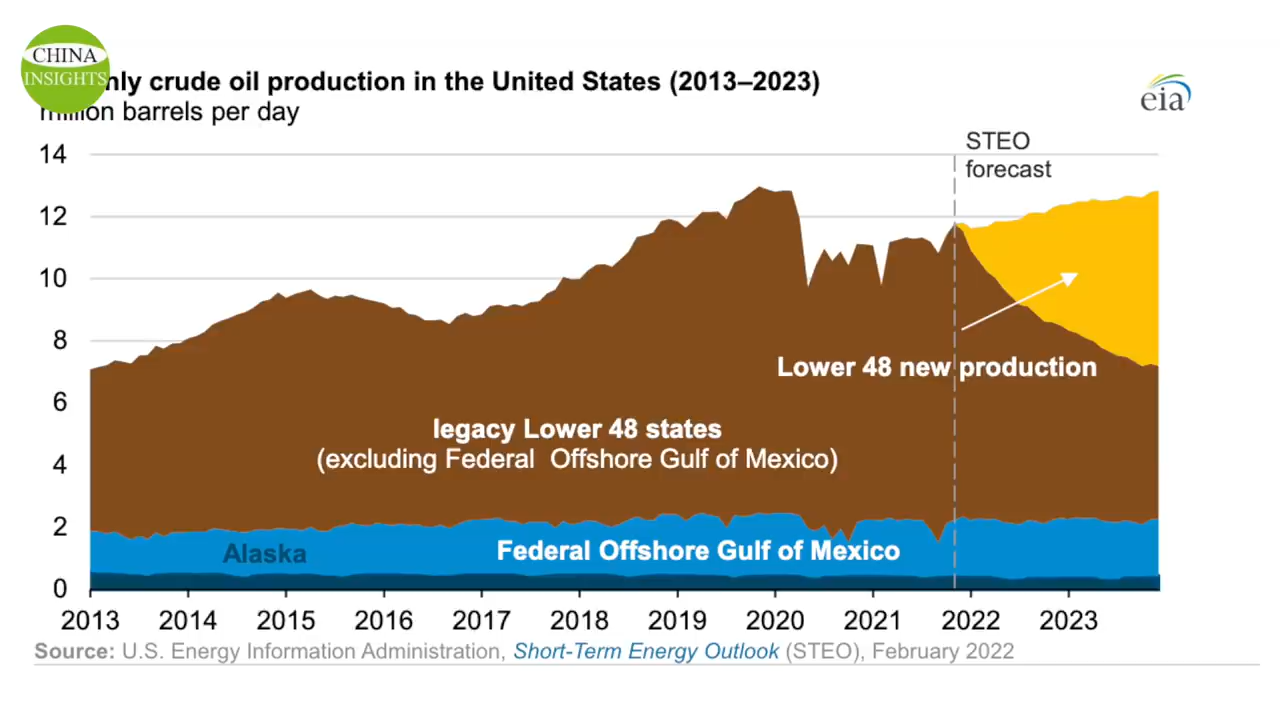 CHINA
INSIGHTS
crude oil production in the United States (2013–2023)
barrels per day
eia
STEO
forecast
14
12
10
8
6
4
2
0
Lower 48 new production
legacy Lower 48 states
(excluding Federal Offshore Gulf of Mexico)
Alaska
Federal Offshore Gulf of Mexico
2013 2014 2015 2016 2017 2018 2019 2020 2021 2022 2023
Source: U.S. Energy Information Administration, Short-Term Energy Outlook (STEO), February 2022